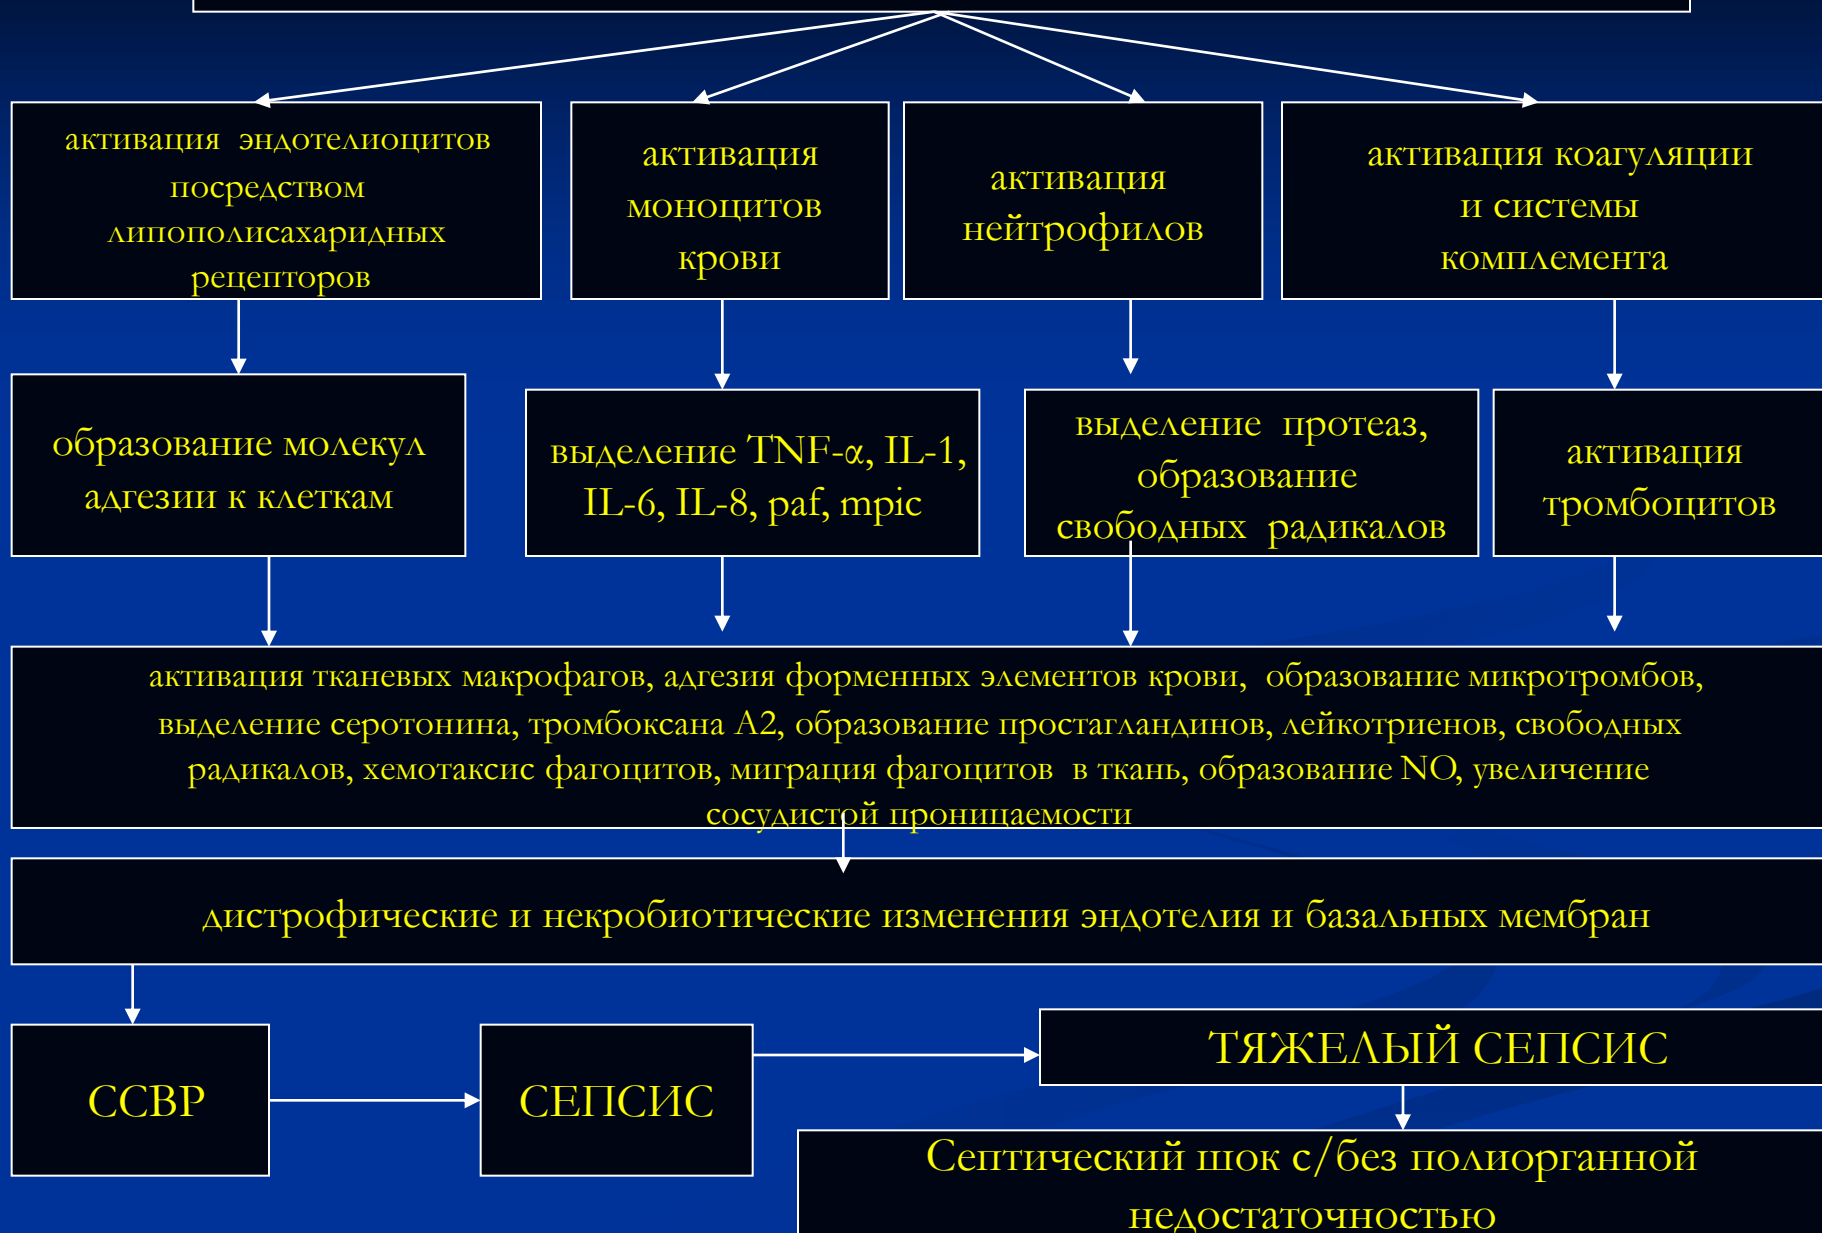 активация эндотелиоцитов
посредством
липополисахаридных
рецепторов
активация
моноцитов
крови
активация
нейтрофилов
активация коагуляции
и системы
комплемента
образование молекул
адгезии к клеткам
выделение TNF-α, IL-1,
IL-6, IL-8, paf, mpic
выделение протеаз,
образование
свободных радикалов
активация
тромбоцитов
активация тканевых макрофагов, адгезия форменных элементов крови, образование микротромбов,
выделение серотонина, тромбоксана А2, образование простагландинов, лейкотриенов, свободных
радикалов, хемотаксис фагоцитов, миграция фагоцитов в ткань, образование NO, увеличение
сосудистой проницаемости
дистрофические и некробиотические изменения эндотелия и базальных мембран
ССВР
СЕПСИС
ТЯЖЕЛЫЙ СЕПСИС
Септический шок с/без полиорганной
недостаточностью